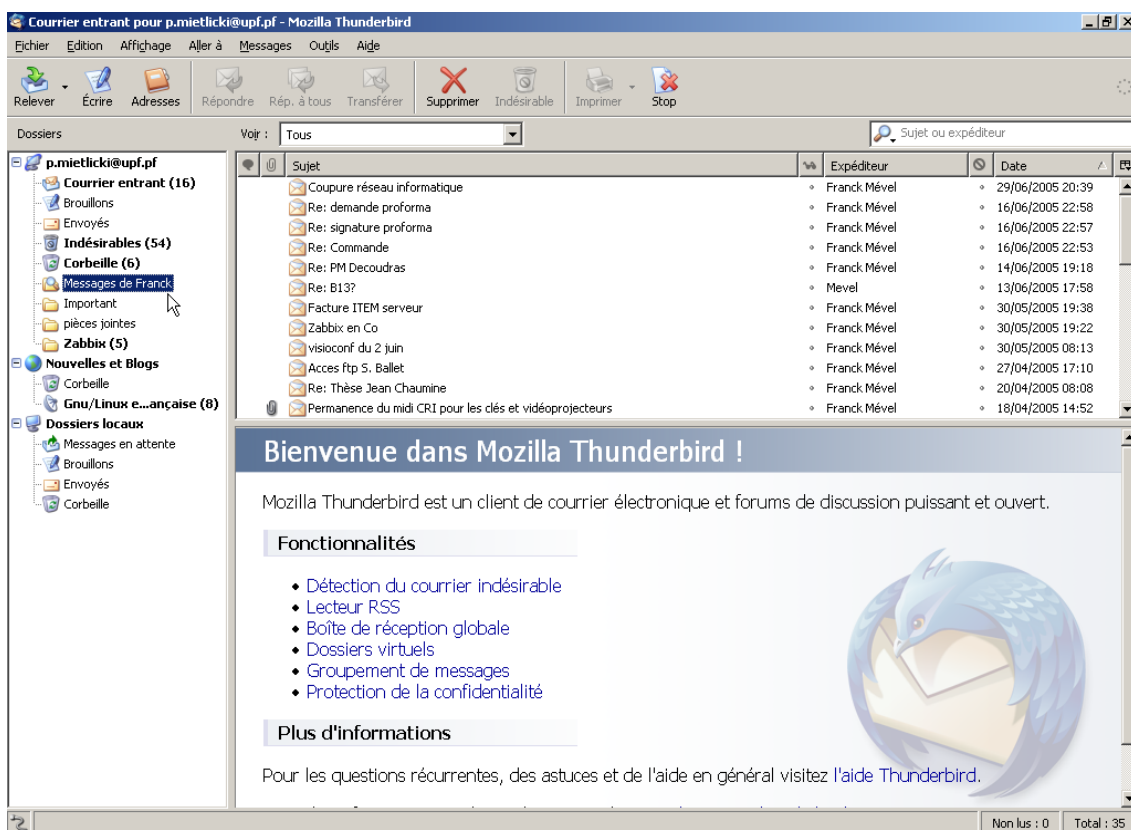 Courrier entrant pour p.mietlicki@upf.pf - Mozilla Thunderbird
Fichier Edition Affichage Aller à Messages Outils Aide
Relever Écrire Adresses Répondre Rép. à tous Transférer Supprimer Indésirable Imprimer Stop
Dossiers
Voir : Tous
Sujet ou expéditeur
p.mietlicki@upf.pf
Courrier entrant (16)
Brouillons
Envoyés
Indésirables (54)
Corbeille (6)
Messages de Franck
Important
pièces jointes
Zabbix (5)
Nouvelles et Blogs
Corbeille
Gnu/Linux e...ançaise (8)
Dossiers locaux
Messages en attente
Brouillons
Envoyés
Corbeille
Sujet Expéditeur Date
Coupure réseau informatique Franck Mével 29/06/2005 20:39
Re: demande proforma Franck Mével 16/06/2005 22:58
Re: signature proforma Franck Mével 16/06/2005 22:57
Re: Commande Franck Mével 16/06/2005 22:53
Re: PM Decoudras Franck Mével 14/06/2005 19:18
Re: B13? Mevel 13/06/2005 17:58
Facture ITEM serveur Franck Mével 30/05/2005 19:38
Zabbix en Co Franck Mével 30/05/2005 19:22
visioconf du 2 juin Franck Mével 30/05/2005 08:13
Acces ftp S. Ballet Franck Mével 27/04/2005 17:10
Re: Thèse Jean Chaumine Franck Mével 20/04/2005 08:08
Permanence du midi CRI pour les clés et vidéoprojecteurs Franck Mével 18/04/2005 14:52
Bienvenue dans Mozilla Thunderbird !
Mozilla Thunderbird est un client de courrier électronique et forums de discussion puissant et ouvert.
Fonctionnalités
• Détection du courrier indésirable
• Lecteur RSS
• Boîte de réception globale
• Dossiers virtuels
• Groupement de messages
• Protection de la confidentialité
Plus d'informations
Pour les questions récurrentes, des astuces et de l'aide en général visitez l'aide Thunderbird.
Non lus : 0 Total : 35